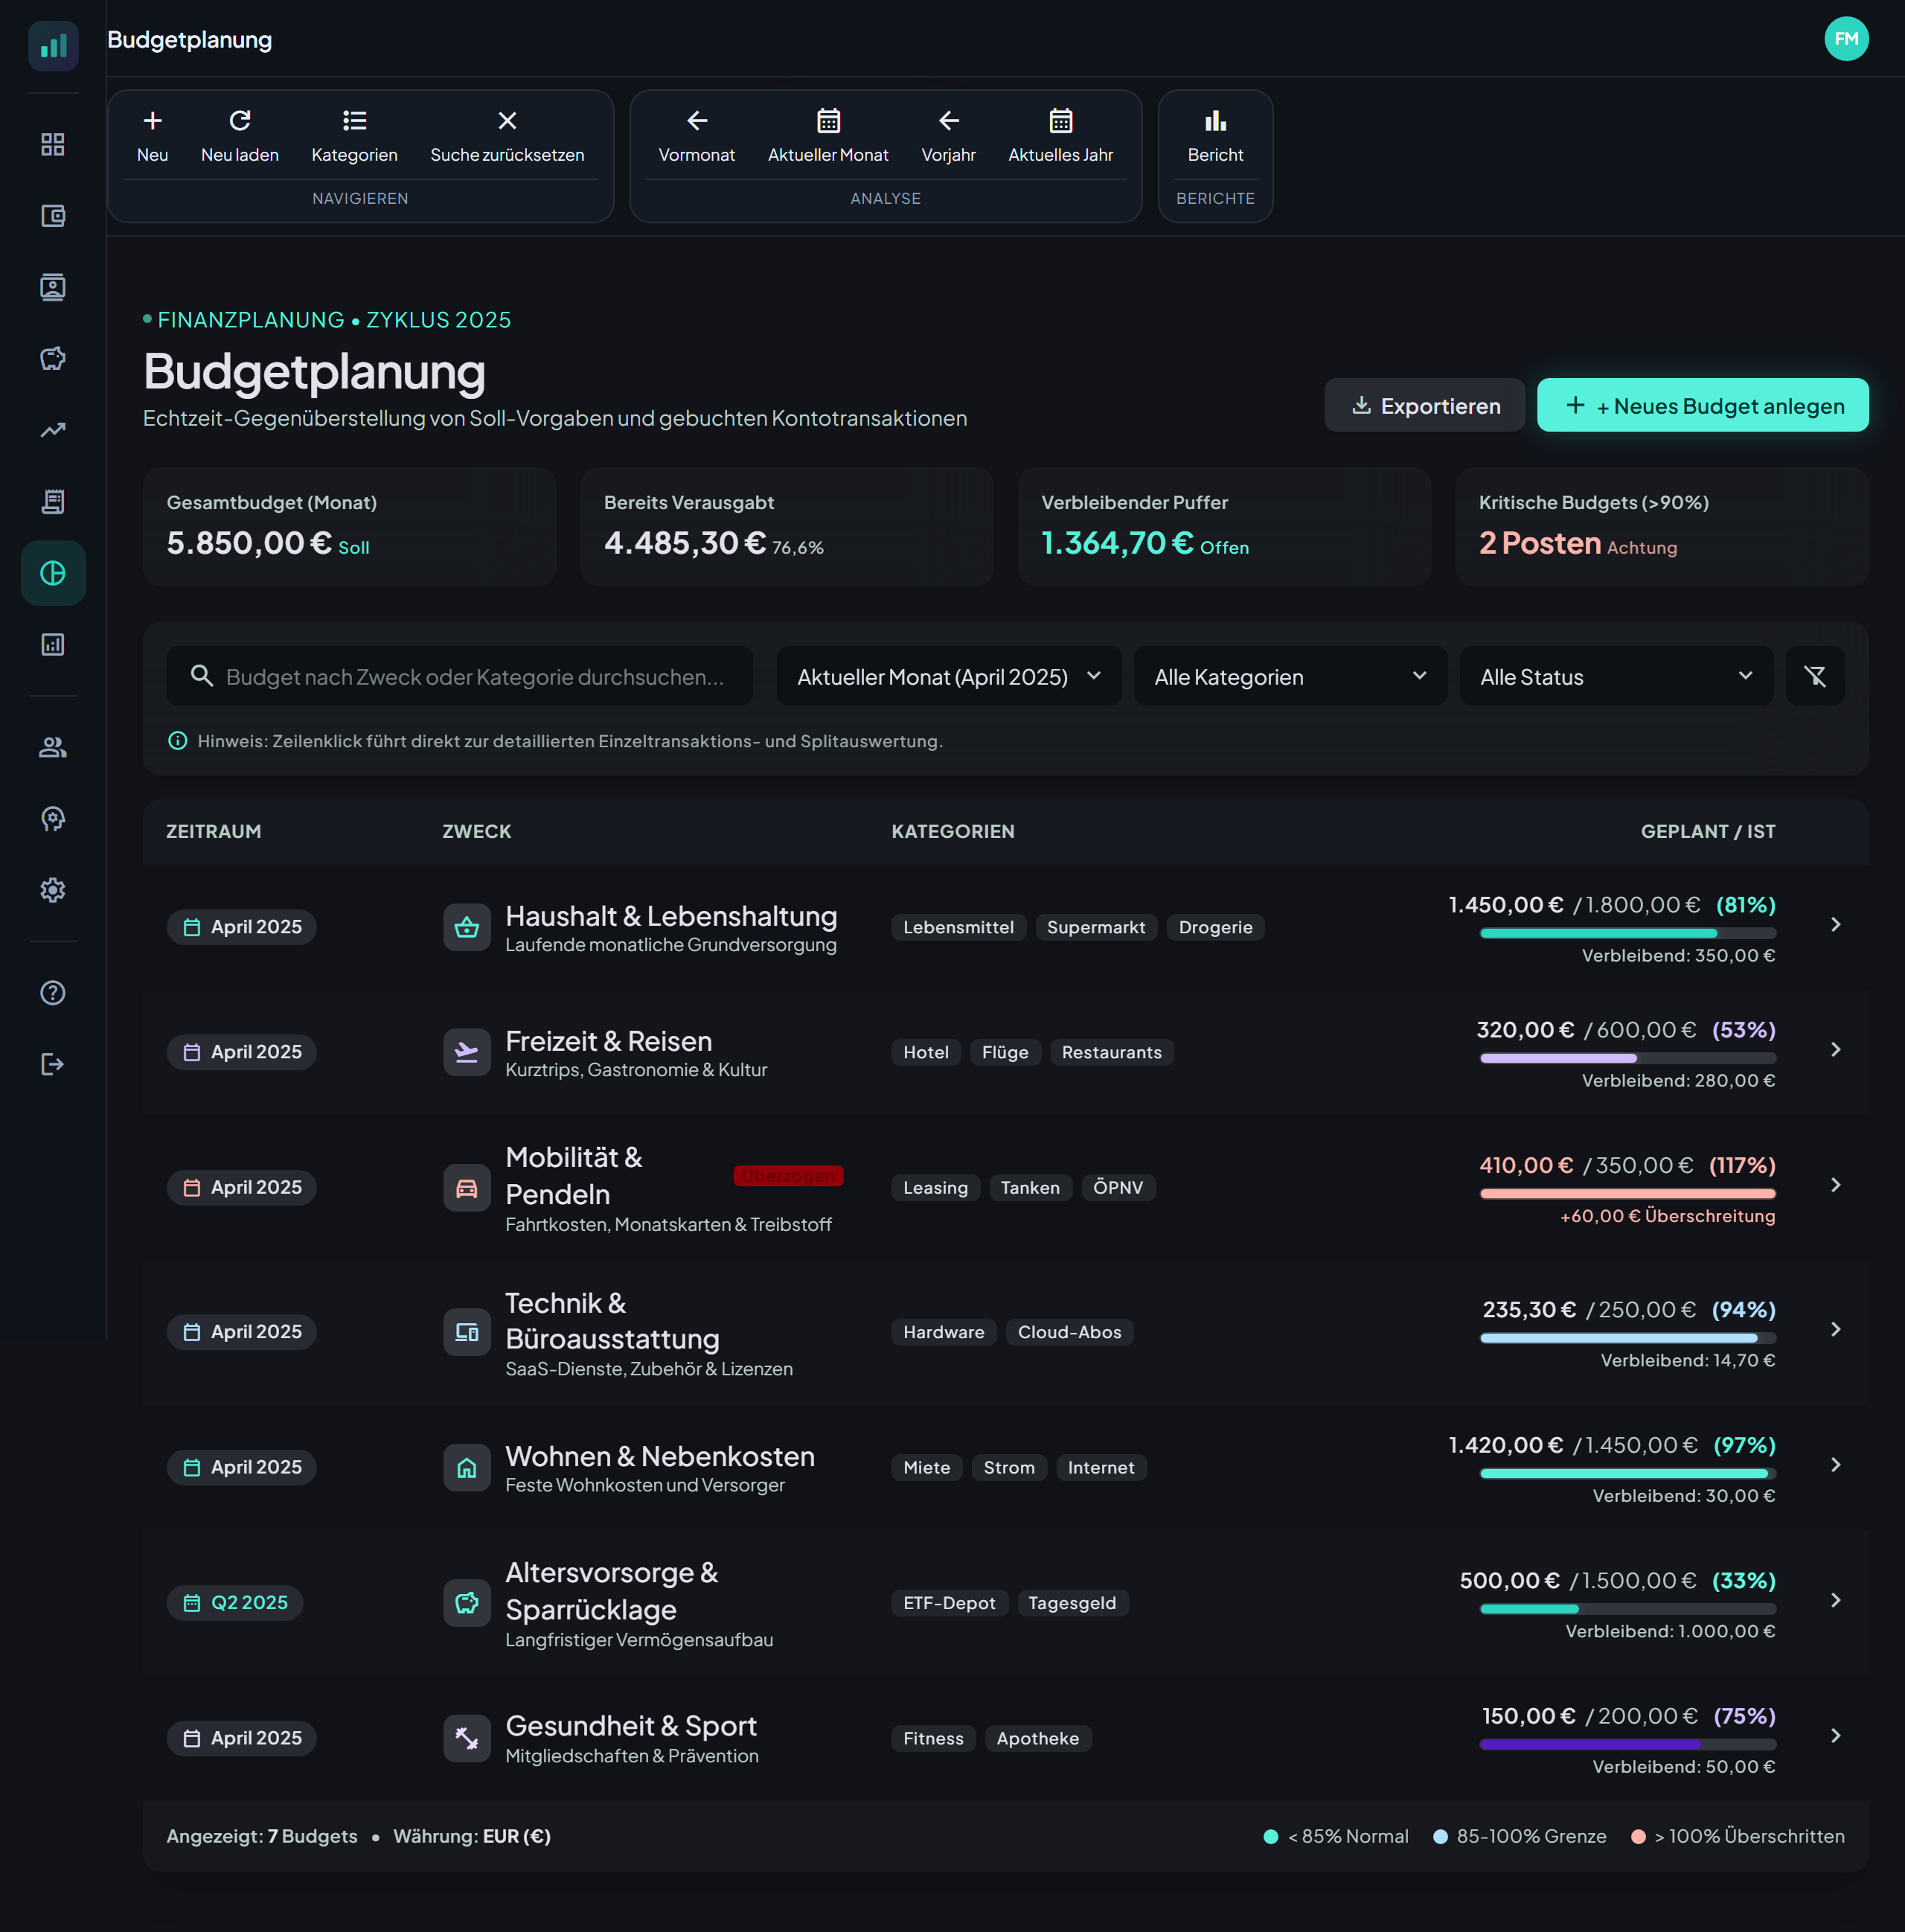 Budgetplanung
FM
Neu
Neu laden
Kategorien
Suche zurücksetzen
NAVIGIEREN
Vormonat
Aktueller Monat
Vorjahr
Aktuelles Jahr
ANALYSE
Bericht
BERICHTE
FINANZPLANUNG • ZYKLUS 2025
Budgetplanung
Echtzeit-Gegenüberstellung von Soll-Vorgaben und gebuchten Kontotransaktionen
Exportieren
+ Neues Budget anlegen
Gesamtbudget (Monat)
5.850,00 € Soll
Bereits Verausgabt
4.485,30 € 76,6%
Verbleibender Puffer
1.364,70 € Offen
Kritische Budgets (>90%)
2 Posten Achtung
Budget nach Zweck oder Kategorie durchsuchen...
Aktueller Monat (April 2025)
Alle Kategorien
Alle Status
Hinweis: Zeilenklick führt direkt zur detaillierten Einzeltransaktions- und Splitauswertung.
ZEITRAUM ZWECK KATEGORIEN GEPLANT / IST
April 2025
Haushalt & Lebenshaltung
Laufende monatliche Grundversorgung
Lebensmittel Supermarkt Drogerie
1.450,00 € / 1.800,00 € (81%)
Verbleibend: 350,00 €
April 2025
Freizeit & Reisen
Kurztrips, Gastronomie & Kultur
Hotel Flüge Restaurants
320,00 € / 600,00 € (53%)
Verbleibend: 280,00 €
April 2025
Mobilität &
Pendeln
Überzogen
Fahrtkosten, Monatskarten & Treibstoff
Leasing Tanken ÖPNV
410,00 € / 350,00 € (117%)
+60,00 € Überschreitung
April 2025
Technik &
Büroausstattung
SaaS-Dienste, Zubehör & Lizenzen
Hardware Cloud-Abos
235,30 € / 250,00 € (94%)
Verbleibend: 14,70 €
April 2025
Wohnen & Nebenkosten
Feste Wohnkosten und Versorger
Miete Strom Internet
1.420,00 € / 1.450,00 € (97%)
Verbleibend: 30,00 €
Q2 2025
Altersvorsorge &
Sparrücklage
Langfristiger Vermögensaufbau
ETF-Depot Tagesgeld
500,00 € / 1.500,00 € (33%)
Verbleibend: 1.000,00 €
April 2025
Gesundheit & Sport
Mitgliedschaften & Prävention
Fitness Apotheke
150,00 € / 200,00 € (75%)
Verbleibend: 50,00 €
Angezeigt: 7 Budgets • Währung: EUR (€)
< 85% Normal
85-100% Grenze
> 100% Überschritten